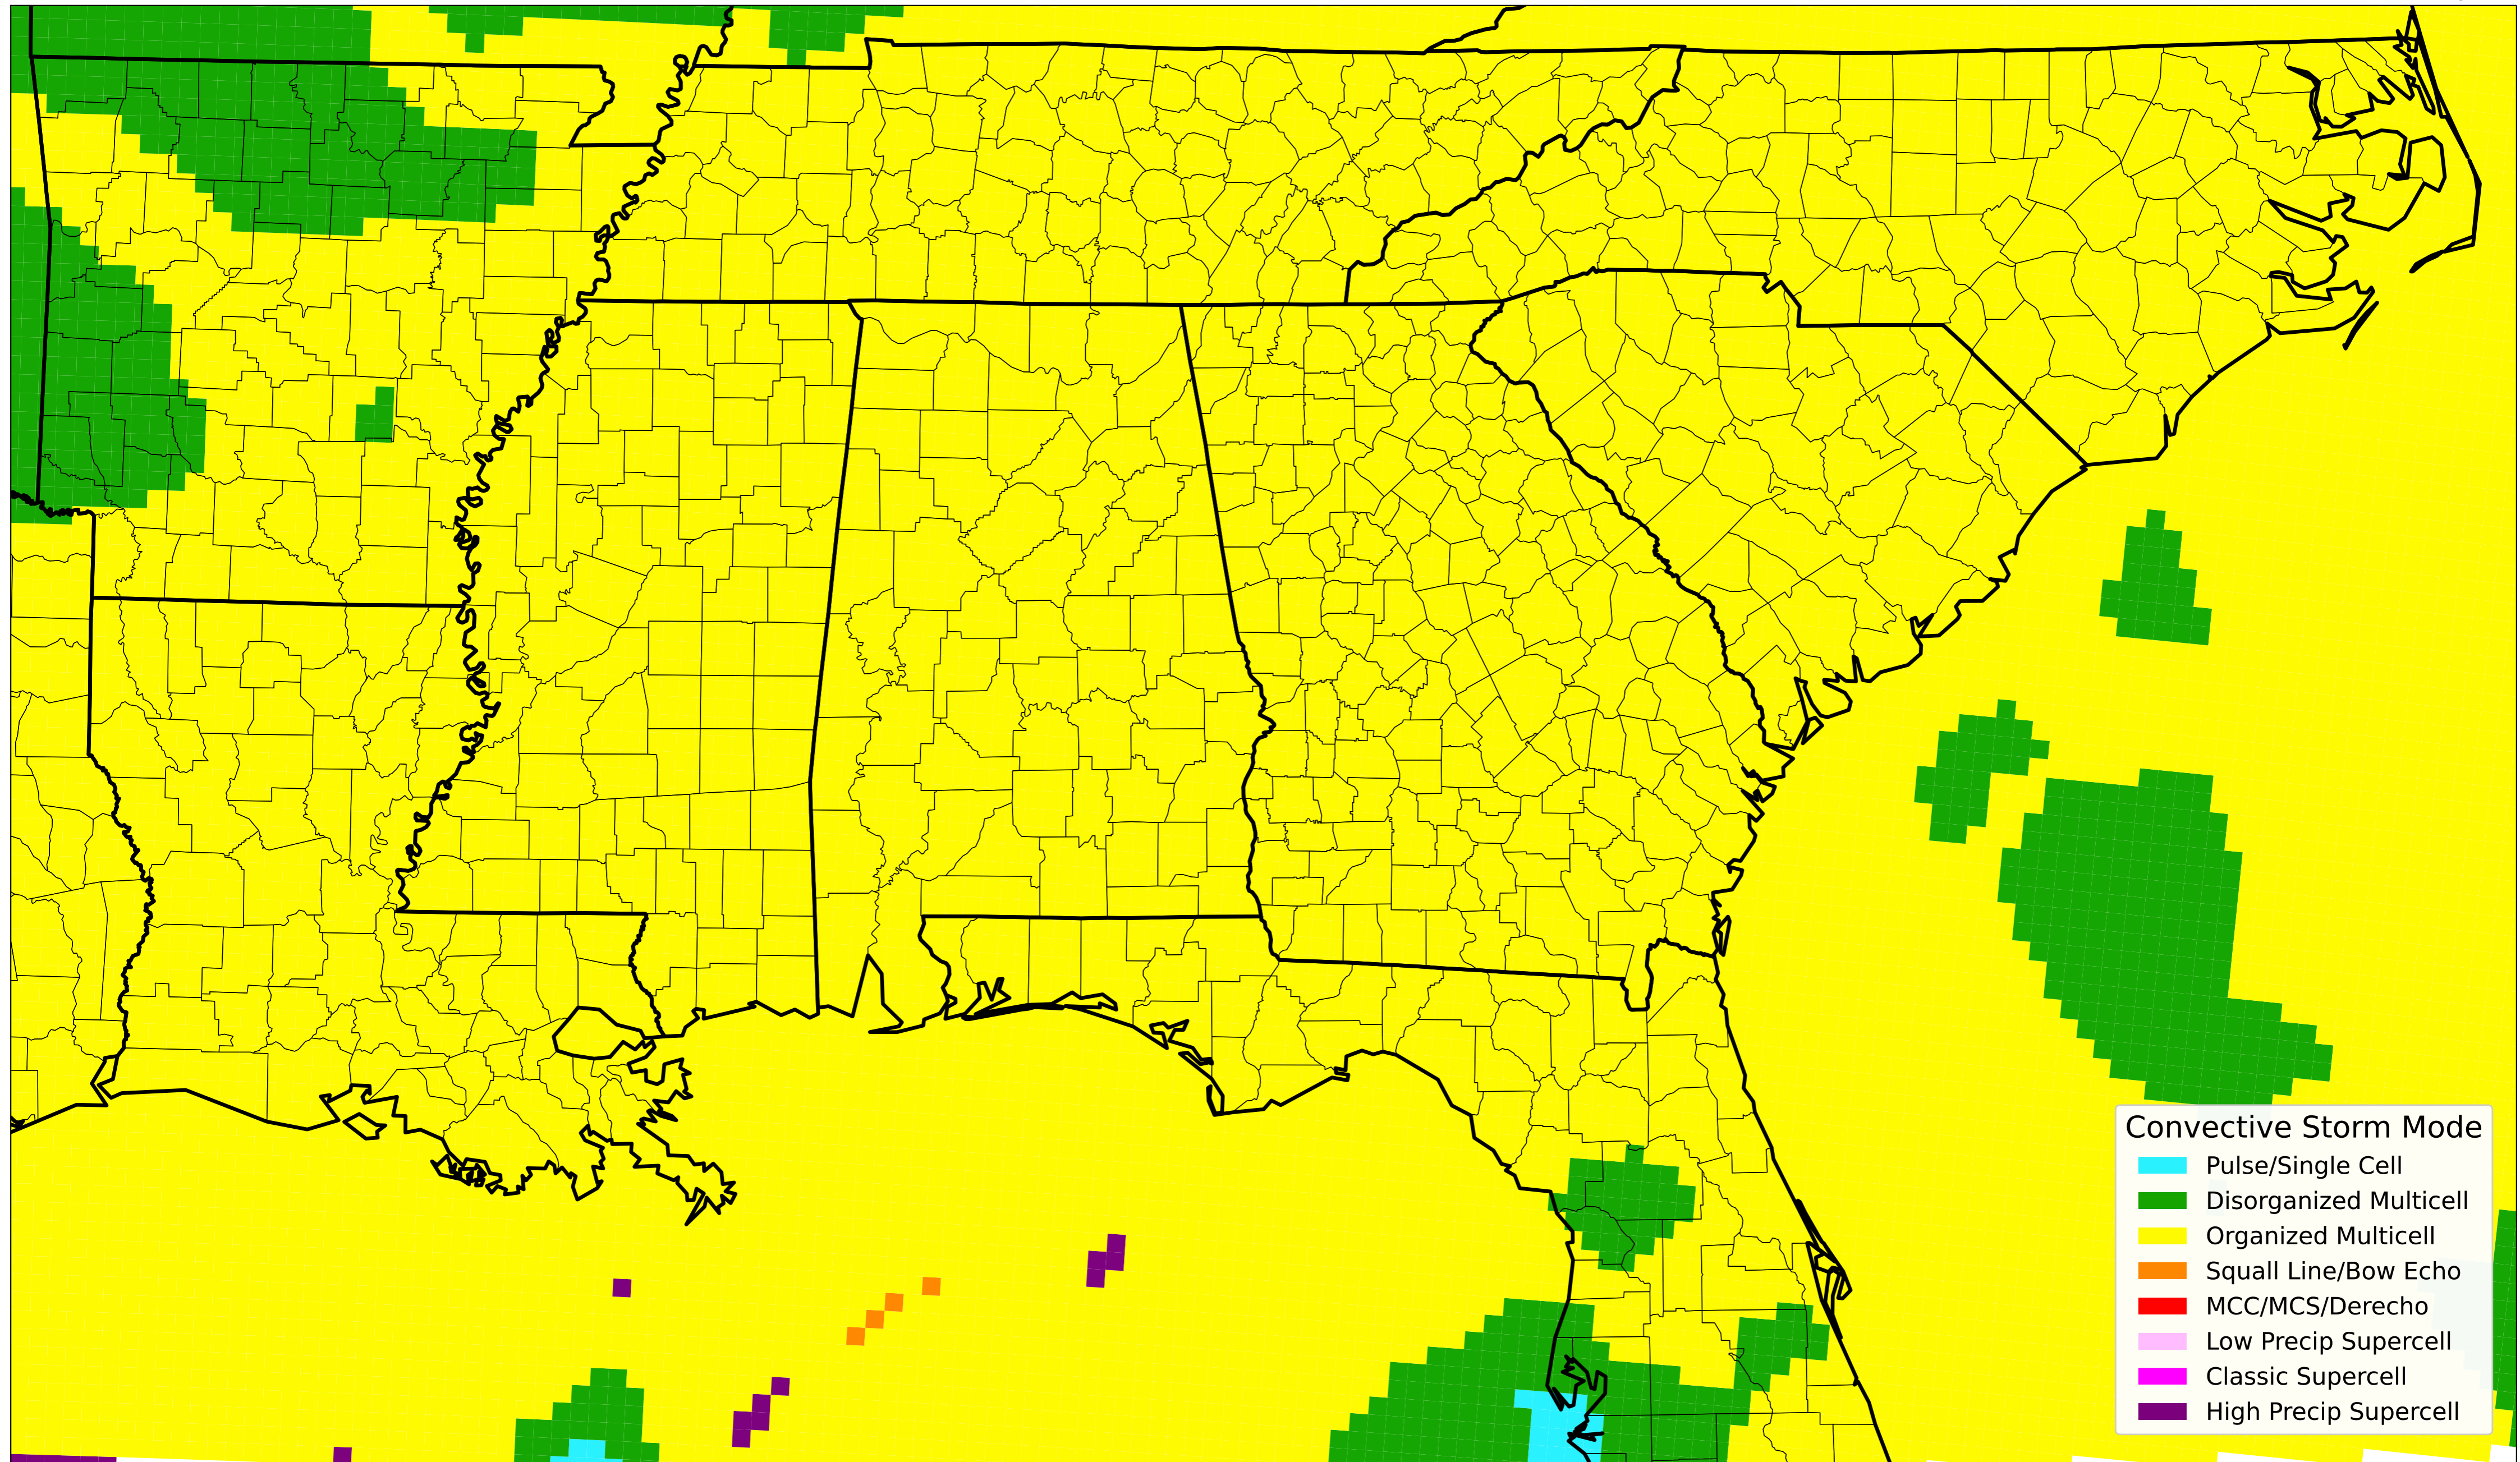 Convective Storm Mode
Pulse/Single Cell
Disorganized Multicell
Organized Multicell
Squall Line/Bow Echo
MCC/MCS/Derecho
Low Precip Supercell
Classic Supercell
High Precip Supercell